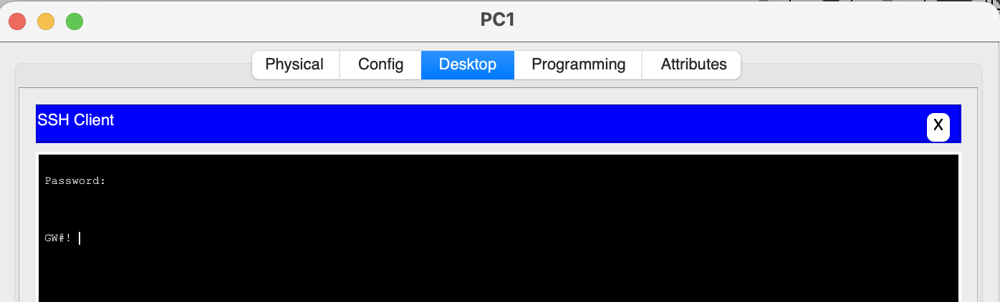 PC1
Physical Config Desktop Programming Attributes
SSH Client X
Password:
GW#!